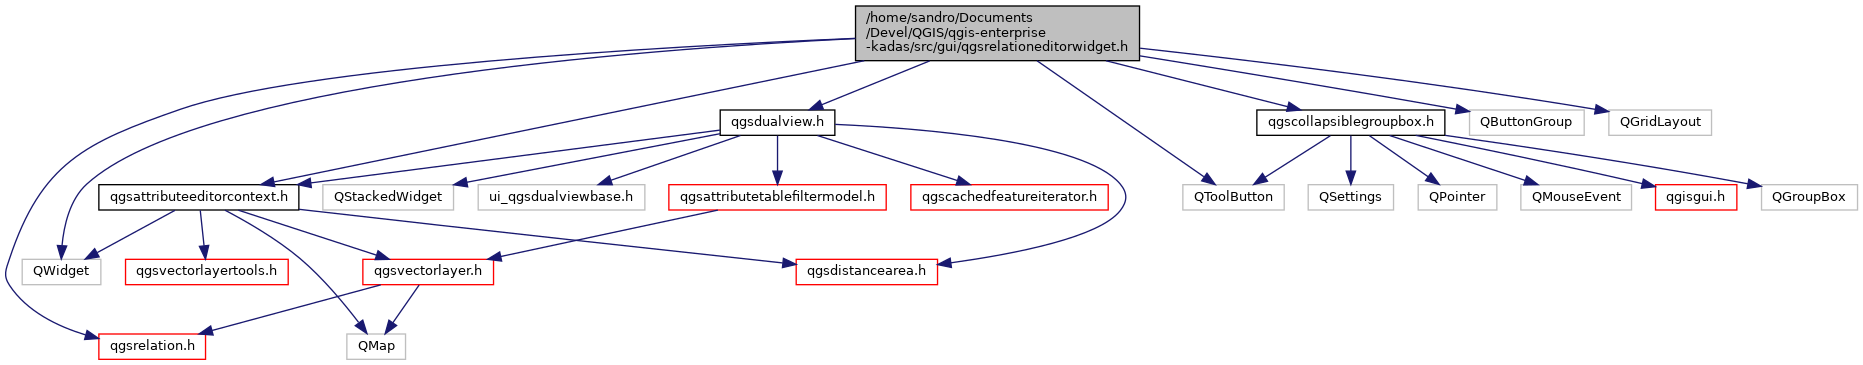 /home/sandro/Documents
/Devel/QGIS/qgis-enterprise
-kadas/src/gui/qgsrelationeditorwidget.h
qgsdualview.h
qgscollapsiblegroupbox.h
QButtonGroup
QGridLayout
qgsattributeeditorcontext.h
QStackedWidget
ui_qgsdualviewbase.h
qgsattributetablefiltermodel.h
qgscachedfeatureiterator.h
QToolButton
QSettings
QPointer
QMouseEvent
qgisgui.h
QGroupBox
QWidget
qgsvectorlayertools.h
qgsvectorlayer.h
qgsdistancearea.h
qgsrelation.h
QMap